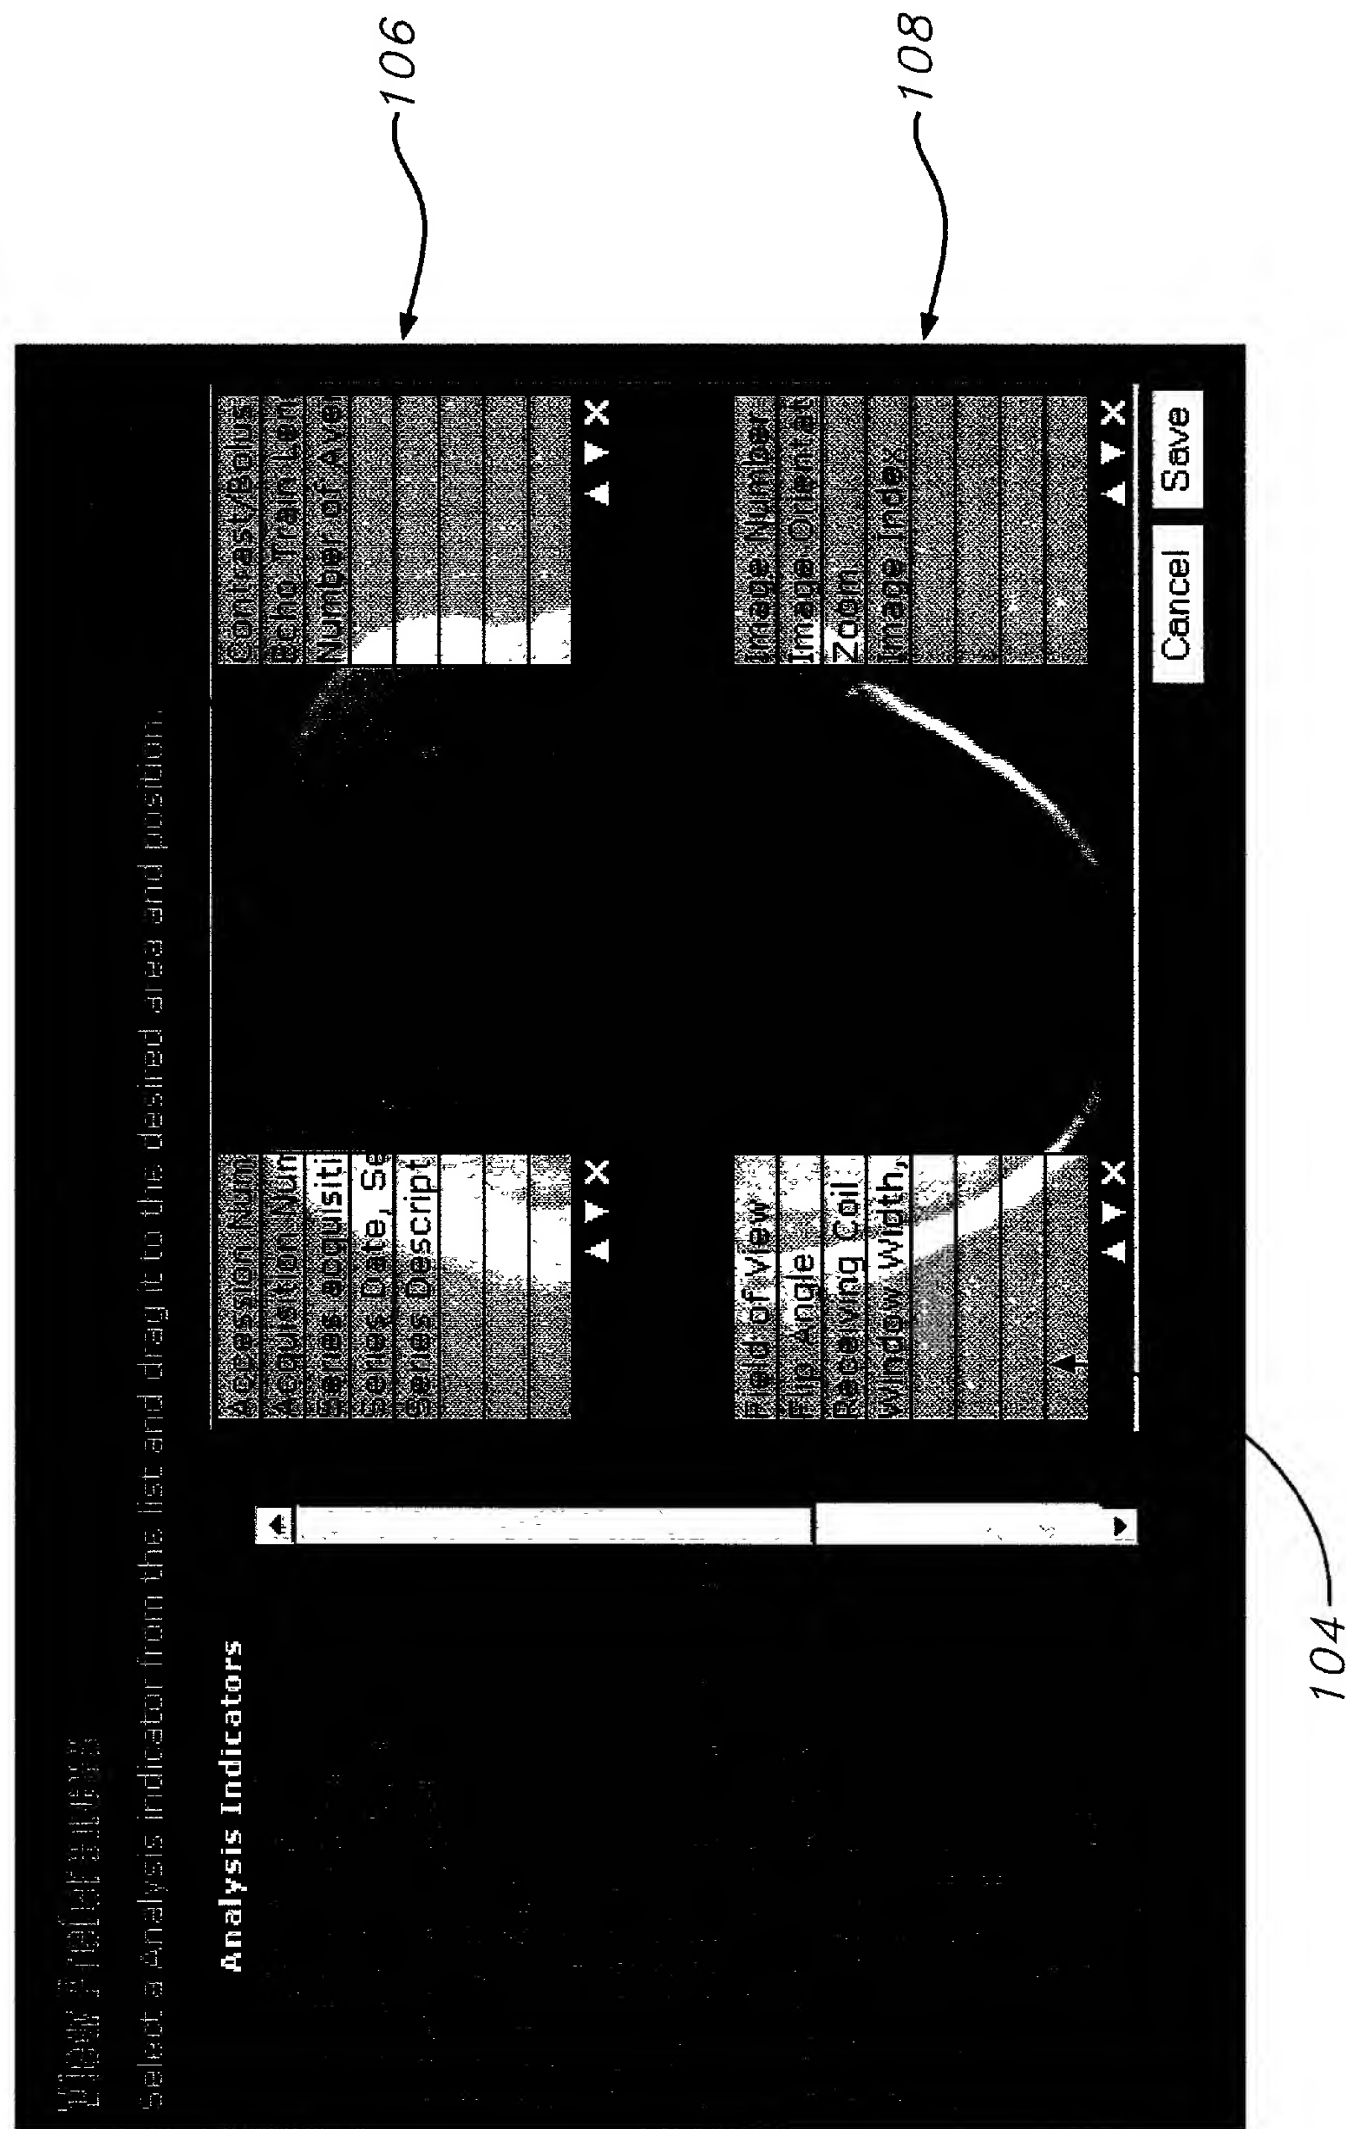 View Preferences
Select a Analysis indicator from the list and drag it to the desired area and position.
Analysis Indicators
Accession Num
Acquisition Num
Series acquisiti
Series Date, Se
Series Descript
Contrast/Bolus
Echo Train Len
Number of Aver
106
Field of view
Flip Angle
Receiving Coil
Window Width,
Image Number
Image Orientat
Zoom
Image index
108
Cancel
Save
104